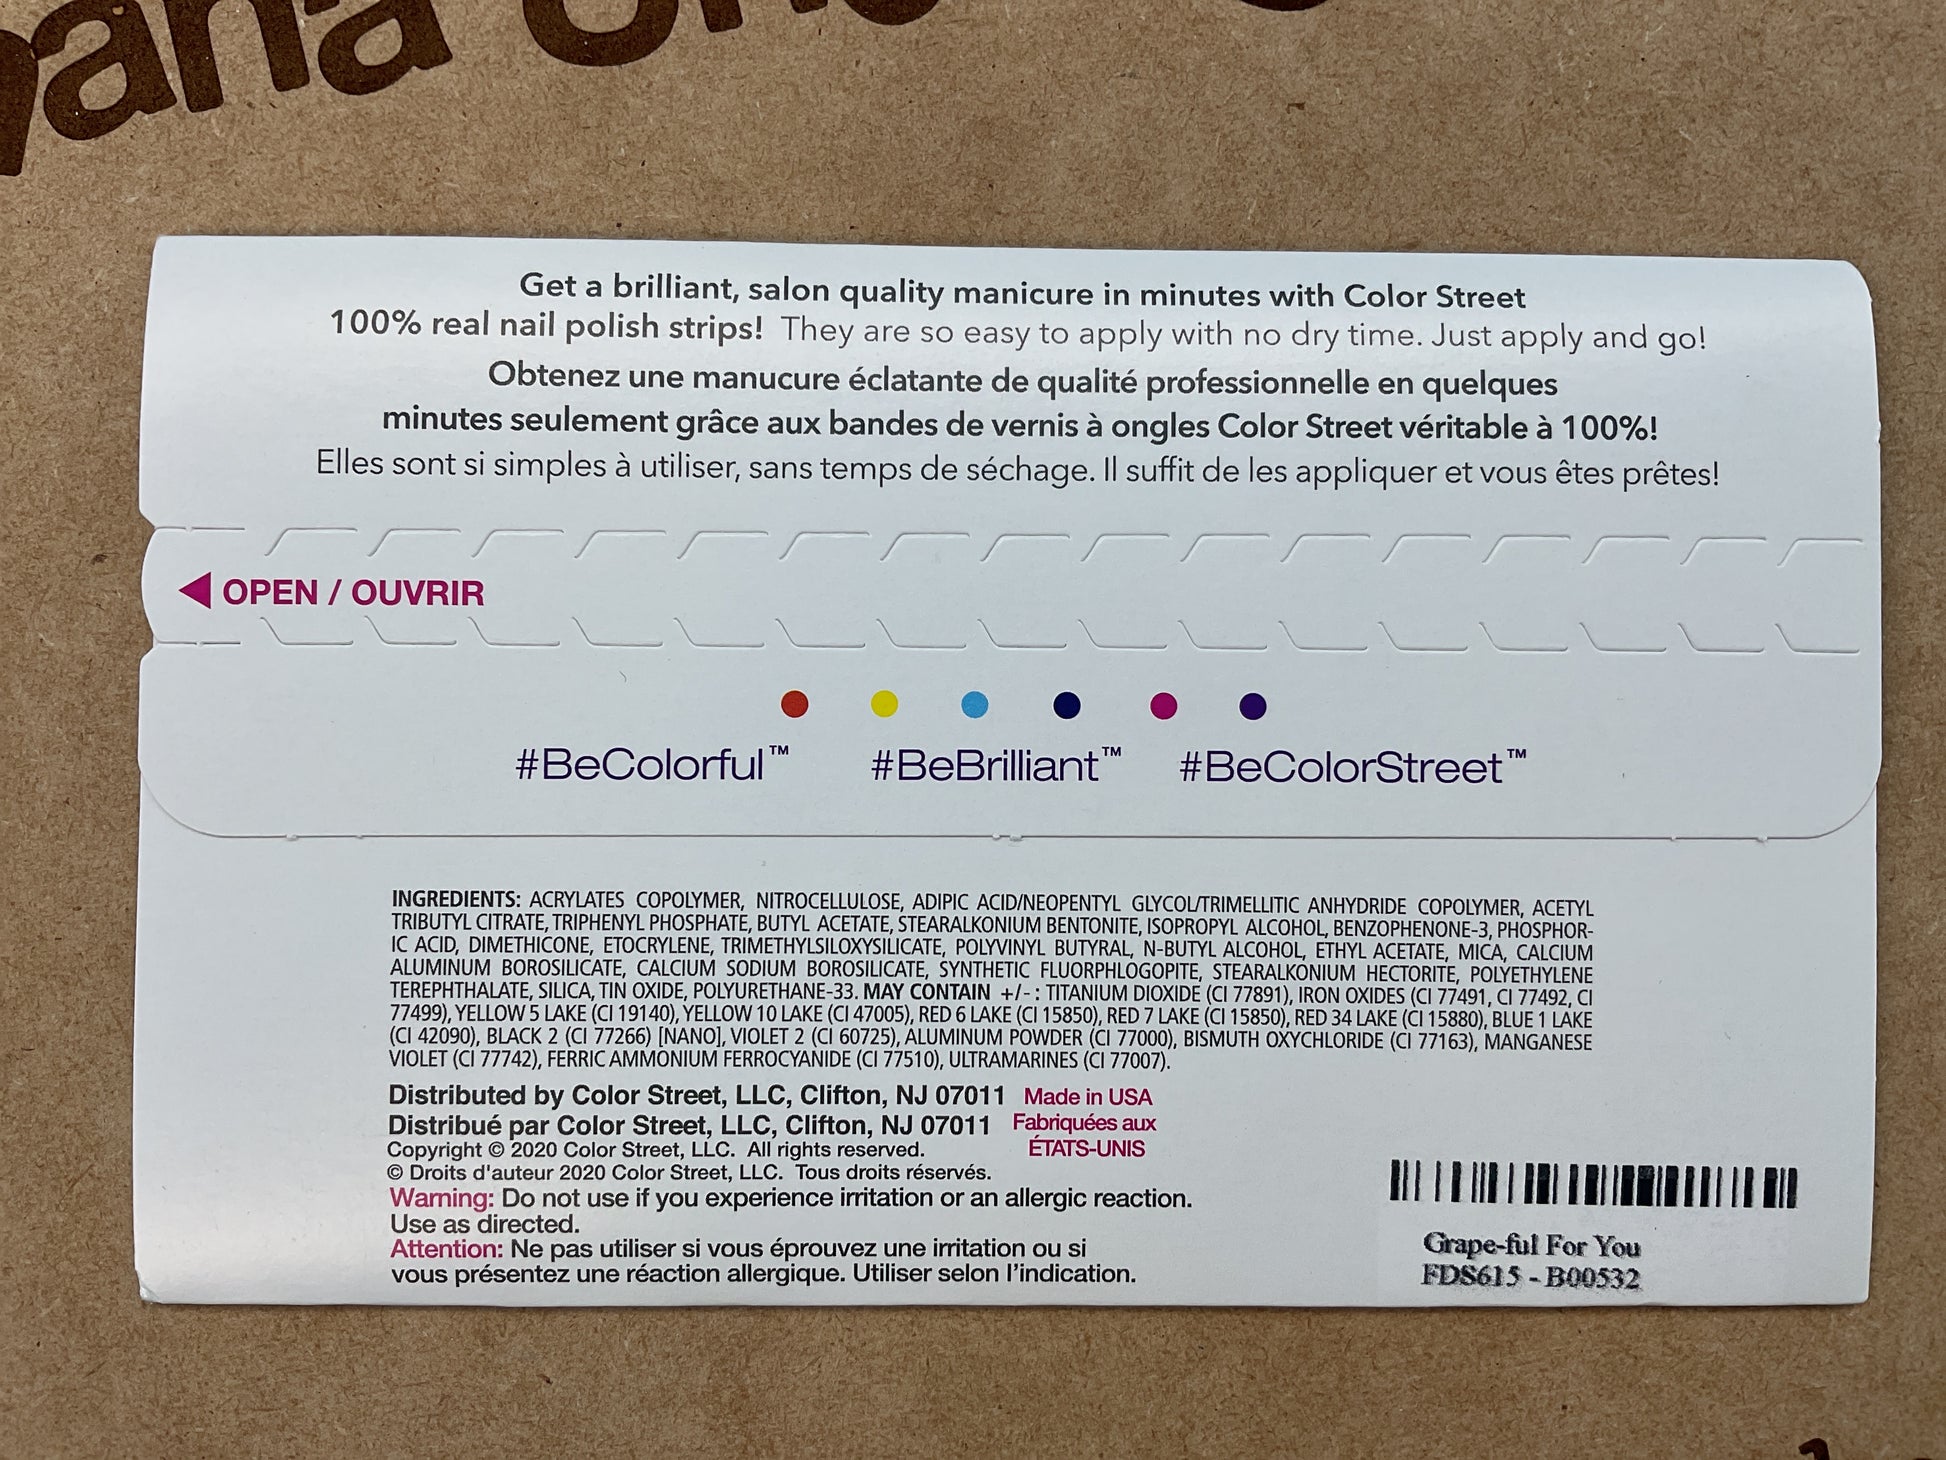 Get a brilliant, salon quality manicure in minutes with Color Street
100% real nail polish strips! They are so easy to apply with no dry time. Just apply and go!
Obtenez une manucure éclatante de qualité professionnelle en quelques
minutes seulement grâce aux bandes de vernis à ongles Color Street véritable à 100%!
Elles sont si simples à utiliser, sans temps de séchage. Il suffit de les appliquer et vous êtes prêtes!
OPEN / OUVRIR
#BeColorful™ #BeBrilliant™ #BeColorStreet™
INGREDIENTS: ACRYLATES COPOLYMER, NITROCELLULOSE, ADIPIC ACID/NEOPENTYL GLYCOL/TRIMELLITIC ANHYDRIDE COPOLYMER, ACETYL
TRIBUTYL CITRATE, TRIPHENYL PHOSPHATE, BUTYL ACETATE, STEARALKONIUM BENTONITE, ISOPROPYL ALCOHOL, BENZOPHENONE-3, PHOSPHOR-
IC ACID, DIMETHICONE, ETOCRYLENE, TRIMETHYLSILOXYSILICATE, POLYVINYL BUTYRAL, N-BUTYL ALCOHOL, ETHYL ACETATE, MICA, CALCIUM
ALUMINUM BOROSILICATE, CALCIUM SODIUM BOROSILICATE, SYNTHETIC FLUORPHLOGOPITE, STEARALKONIUM HECTORITE, POLYETHYLENE
TEREPHTHALATE, SILICA, TIN OXIDE, POLYURETHANE-33. MAY CONTAIN +/- : TITANIUM DIOXIDE (CI 77891), IRON OXIDES (CI 77491, CI 77492, CI
77499), YELLOW 5 LAKE (CI 19140), YELLOW 10 LAKE (CI 47005), RED 6 LAKE (CI 15850), RED 7 LAKE (CI 15850), RED 34 LAKE (CI 15880), BLUE 1 LAKE
(CI 42090), BLACK 2 (CI 77266) [NANO], VIOLET 2 (CI 60725), ALUMINUM POWDER (CI 77000), BISMUTH OXYCHLORIDE (CI 77163), MANGANESE
VIOLET (CI 77742), FERRIC AMMONIUM FERROCYANIDE (CI 77510), ULTRAMARINES (CI 77007).
Distributed by Color Street, LLC, Clifton, NJ 07011
Distribué par Color Street, LLC, Clifton, NJ 07011
Made in USA
Fabriquées aux
ÉTATS-UNIS
Copyright © 2020 Color Street, LLC. All rights reserved.
© Droits d'auteur 2020 Color Street, LLC. Tous droits réservés.
Warning: Do not use if you experience irritation or an allergic reaction.
Use as directed.
Attention: Ne pas utiliser si vous éprouvez une irritation ou si
vous présentez une réaction allergique. Utiliser selon l'indication.
Grape-ful For You
FDS615 - B00532